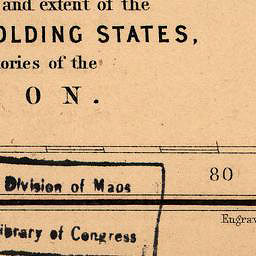 and extent of the
OLDING STATES,
ories of the
O N .
80
Division of Maps
ibrary of Congress
Engrav